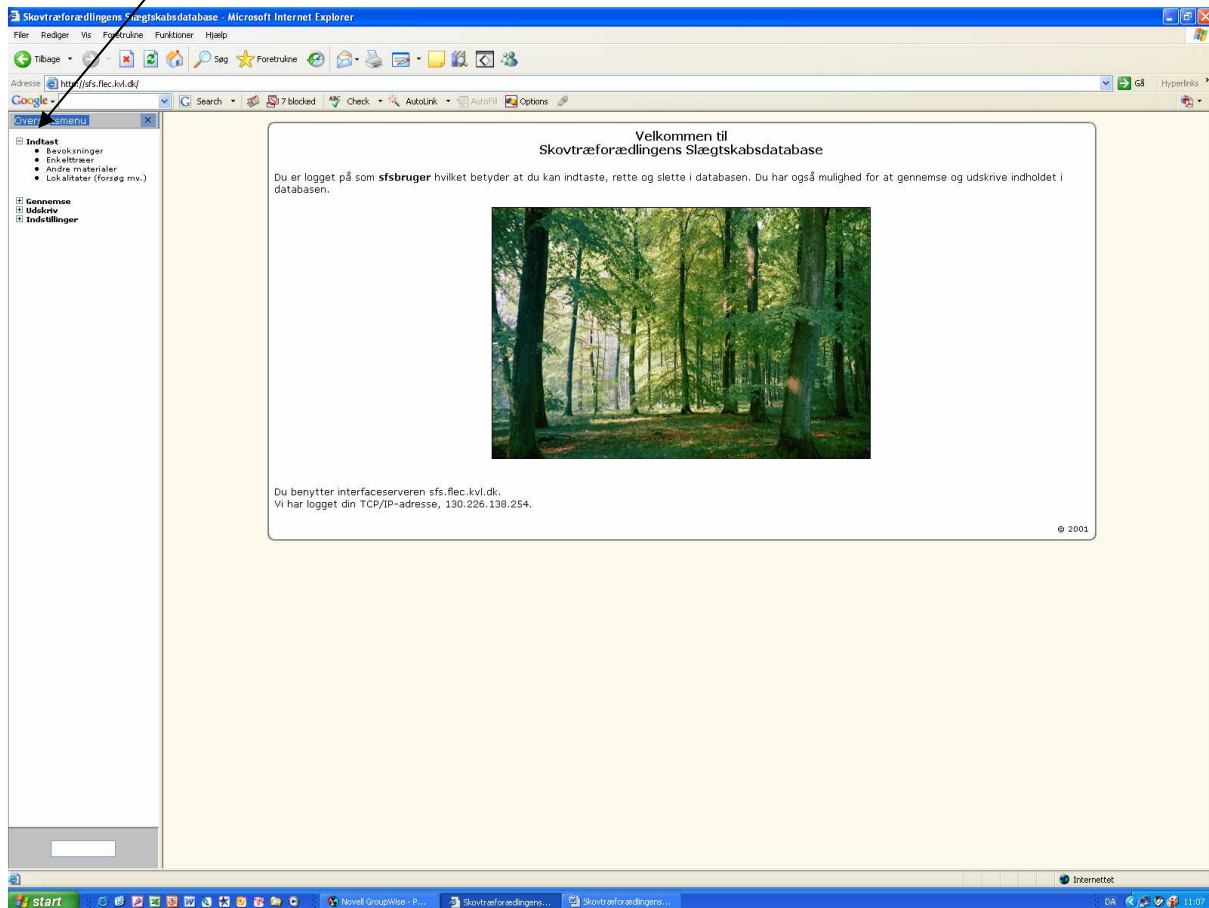 Skovtræforædlingens Slægtskabsdatabase - Microsoft Internet Explorer
Filer Rediger Vis Foretrukne Funktioner Hjælp
Tilbage Søg Foretrukne
Adresse http://sfs.flec.kvl.dk/ Gå Hyperlinks
Google Search 7 blocked Check AutoLink AutoFill Options
Oversigtsmenu
Indtast
Bevoksninger
Enkelttræer
Andre materialer
Lokaliteter (forsøg mv.)
Gennemse
Udskriv
Indstillinger
Velkommen til
Skovtræforædlingens Slægtskabsdatabase
Du er logget på som sfsbruger hvilket betyder at du kan indtaste, rette og slette i databasen. Du har også mulighed for at gennemse og udskrive indholdet i
databasen.
Du benytter interfaceserveren sfs.flec.kvl.dk.
Vi har logget din TCP/IP-adresse, 130.226.138.254.
© 2001
Internettet
start Novell GroupWise - P... Skovtræforædlingens... Skovtræforædlingens... DA 11:07